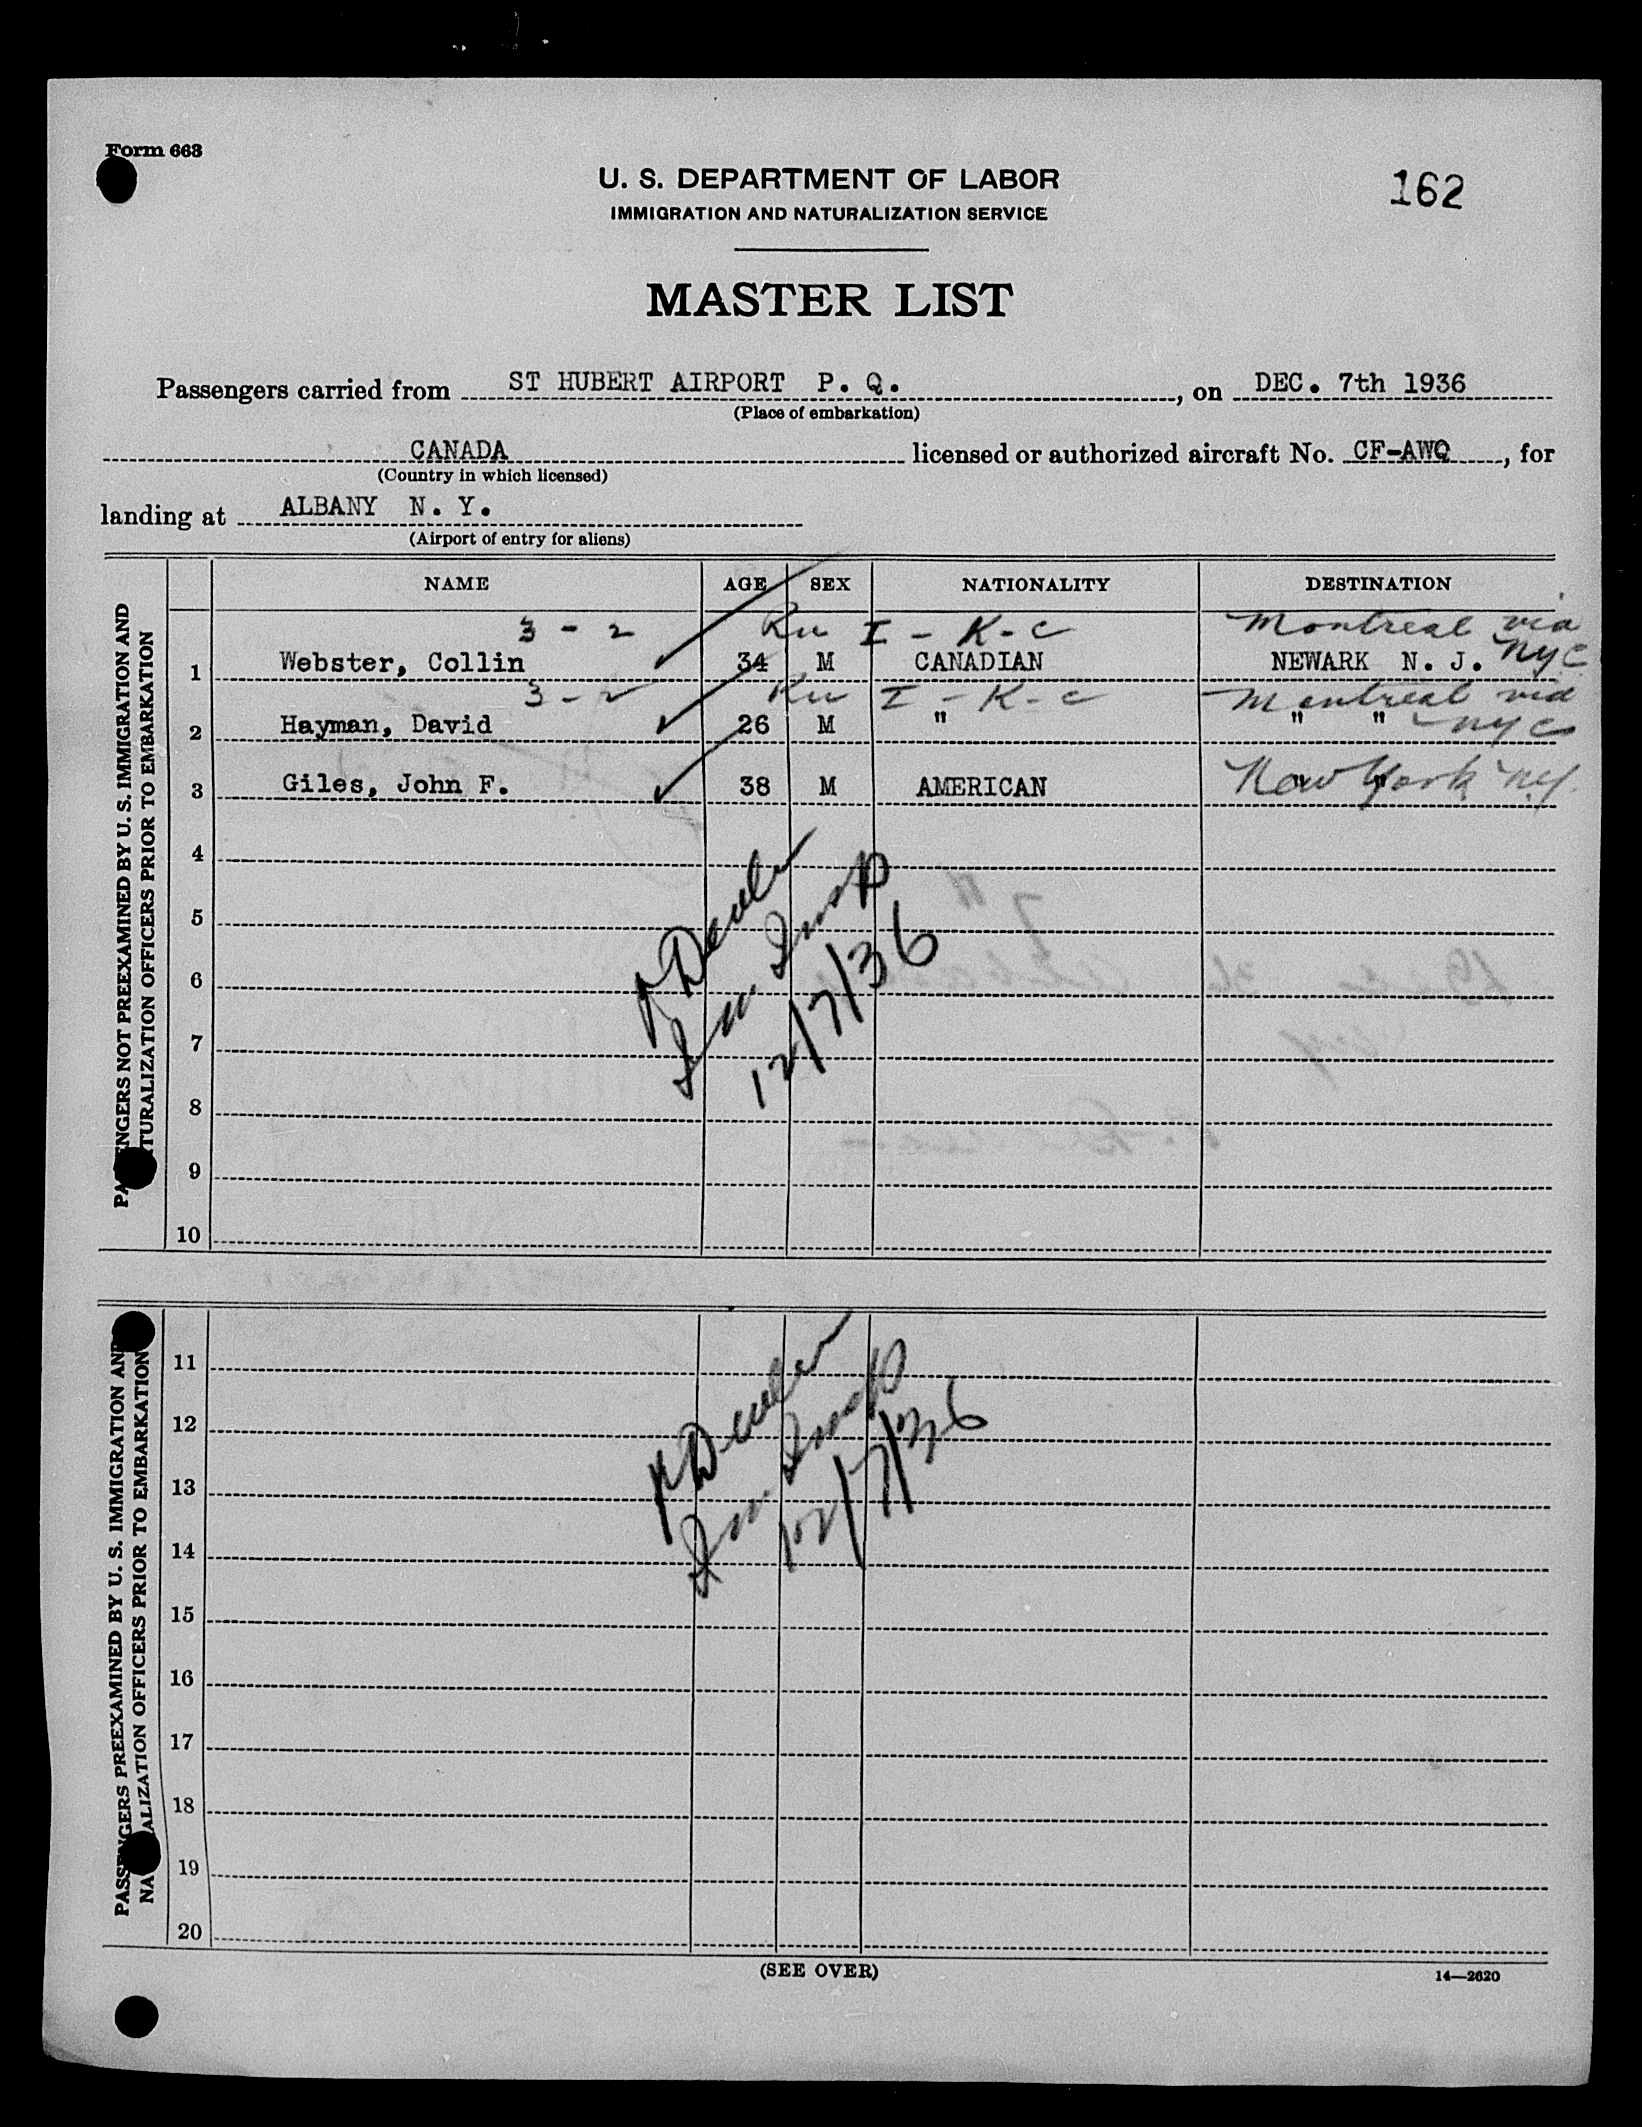 Form 663
U. S. DEPARTMENT OF LABOR
IMMIGRATION AND NATURALIZATION SERVICE
162
MASTER LIST
Passengers carried from ST HUBERT AIRPORT P. Q., on DEC. 7th 1936
(Place of embarkation)
CANADA licensed or authorized aircraft No. CF-AWQ, for
(Country in which licensed)
landing at ALBANY N. Y.
(Airport of entry for aliens)
NAME AGE SEX NATIONALITY DESTINATION
3 - 2 I - K - C Montreal via
1 Webster, Collin 34 M CANADIAN NEWARK N. J. NYC
3 - 2 I - K - C Montreal via
2 Hayman, David 26 M " " " NYC
3 Giles, John F. 38 M AMERICAN " " New York NY.
4
5
6
7
8
9
10
Im. Insp
12/7/36
PASSENGERS NOT PREEXAMINED BY U. S. IMMIGRATION AND
NATURALIZATION OFFICERS PRIOR TO EMBARKATION
11
12
13
14
15
16
17
18
19
20
Im. Insp
12/7/36
PASSENGERS PREEXAMINED BY U. S. IMMIGRATION AND
NATURALIZATION OFFICERS PRIOR TO EMBARKATION
(SEE OVER)
14—2620